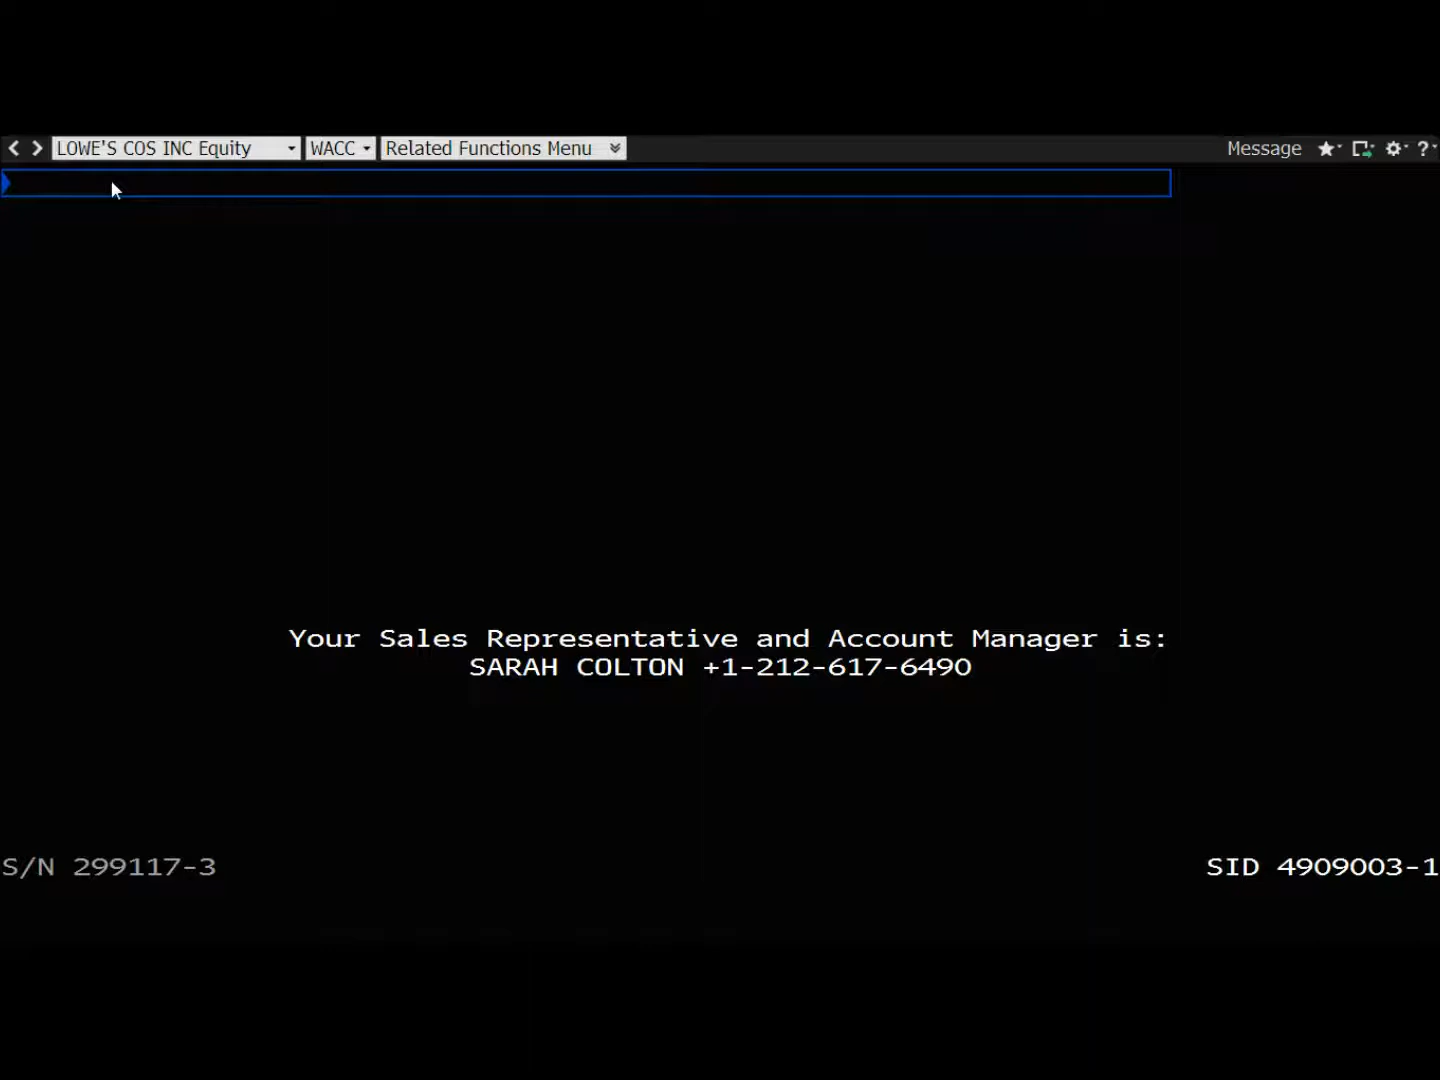 LOWE'S COS INC Equity WACC Related Functions Menu Message ?
Your Sales Representative and Account Manager is:
SARAH COLTON +1-212-617-6490
S/N 299117-3 SID 4909003-1